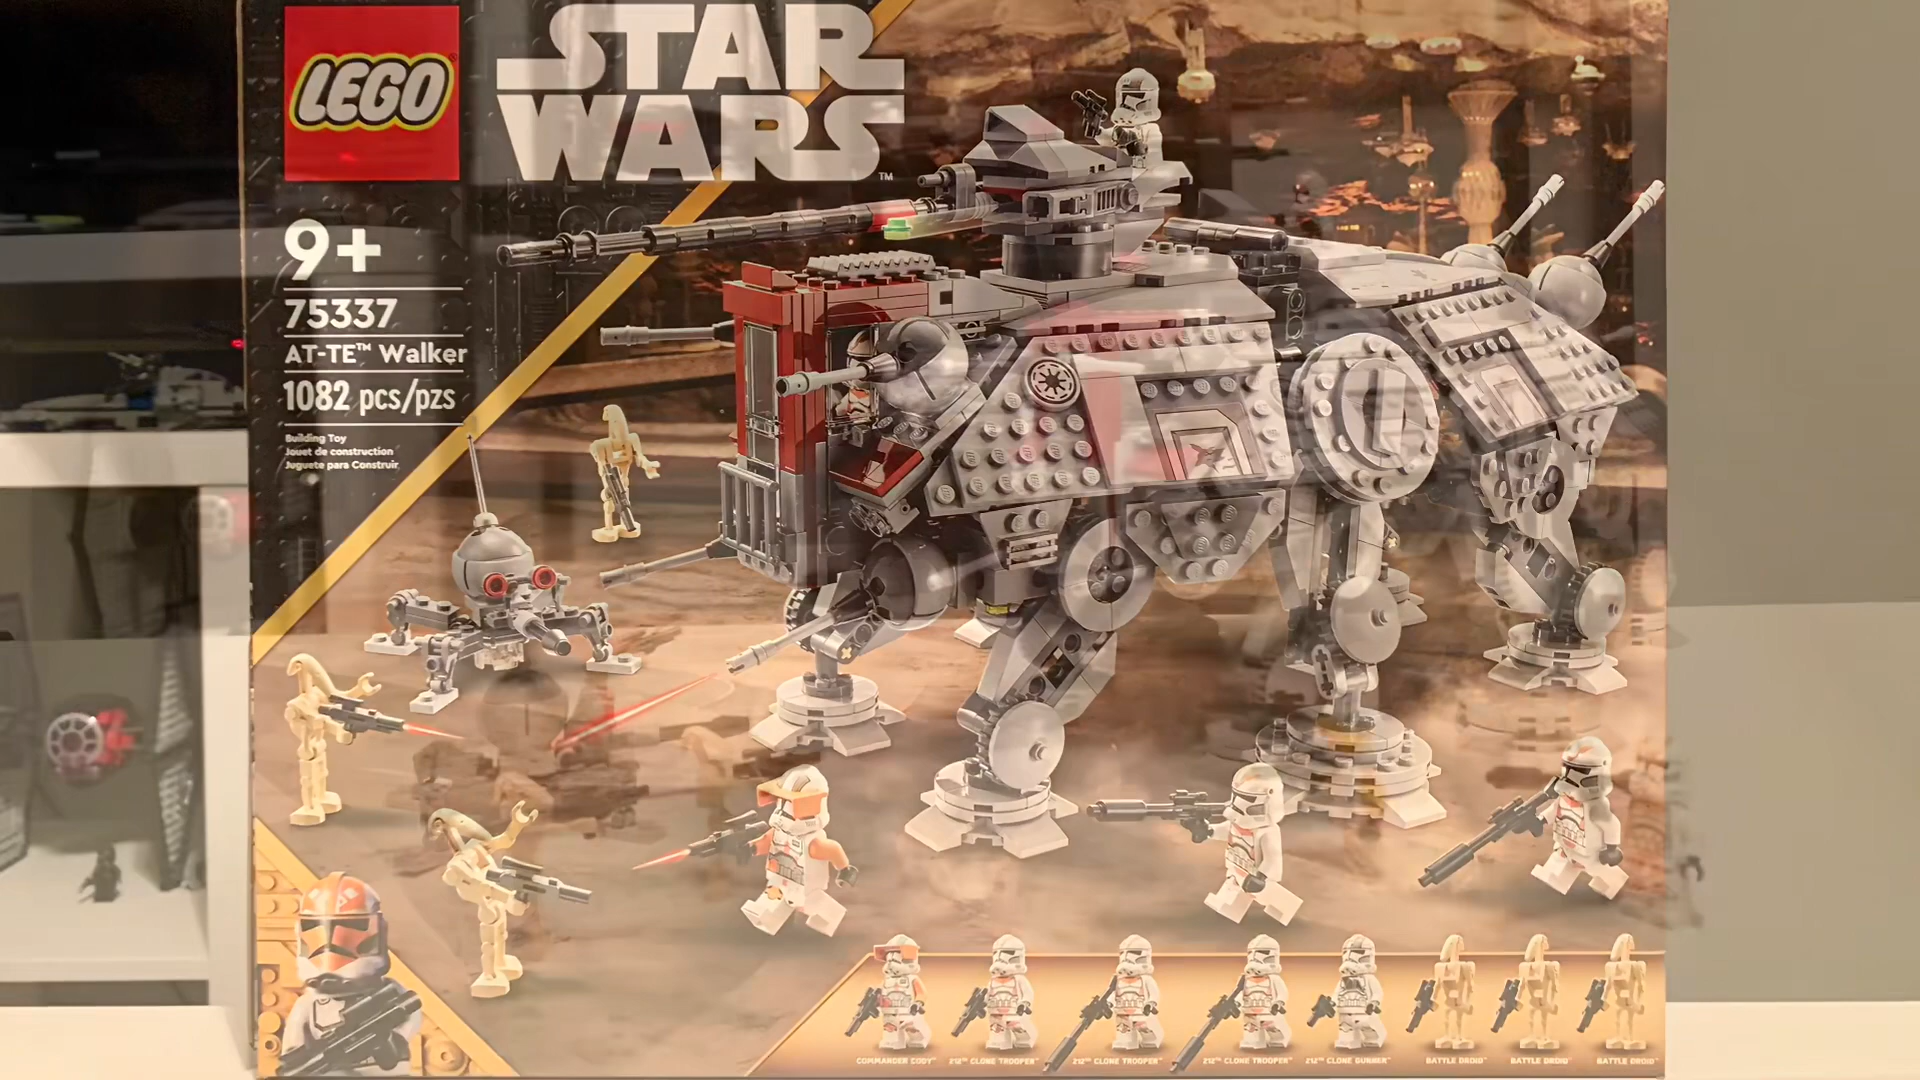 LEGO
STAR
WARS™
9+
75337
AT-TE™ Walker
1082 pcs/pzs
Building Toy
Jouet de construction
Juguete para Construir
COMMANDER CODY™ 212TH CLONE TROOPER™ 212TH CLONE TROOPER™ 212TH CLONE TROOPER™ 212TH CLONE GUNNER™ BATTLE DROID™ BATTLE DROID™ BATTLE DROID™